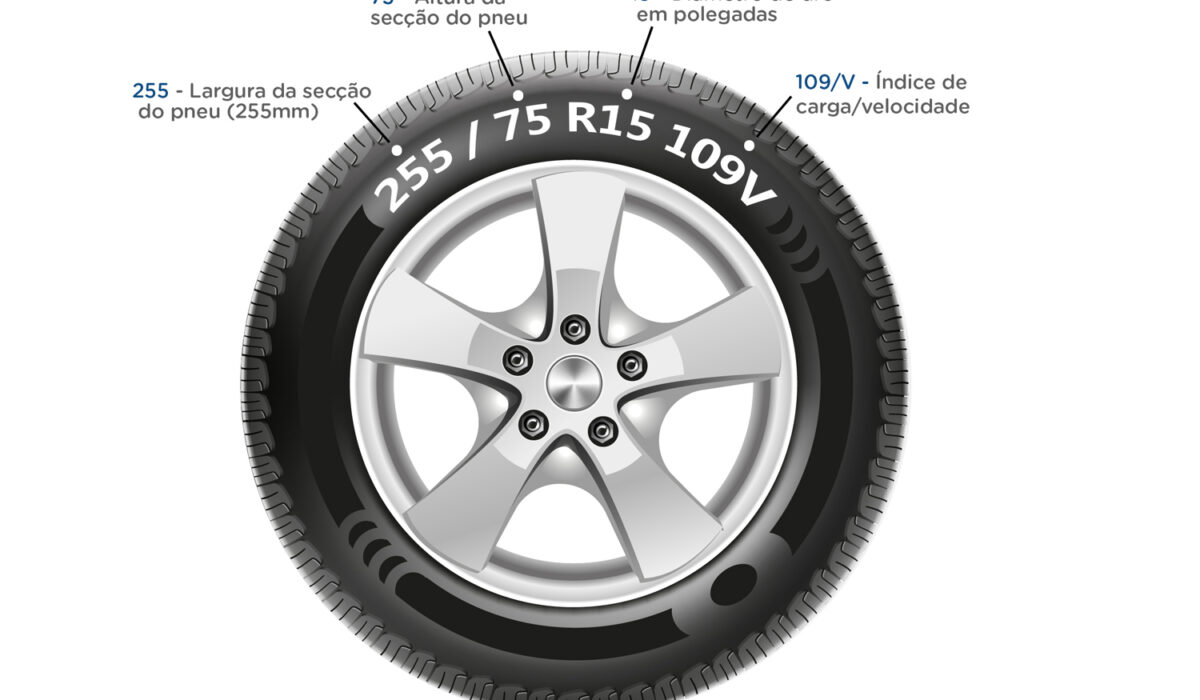 75 - Altura da
secção do pneu
em polegadas
255 - Largura da secção
do pneu (255mm)
109/V - Índice de
carga/velocidade
255 / 75 R15 109V